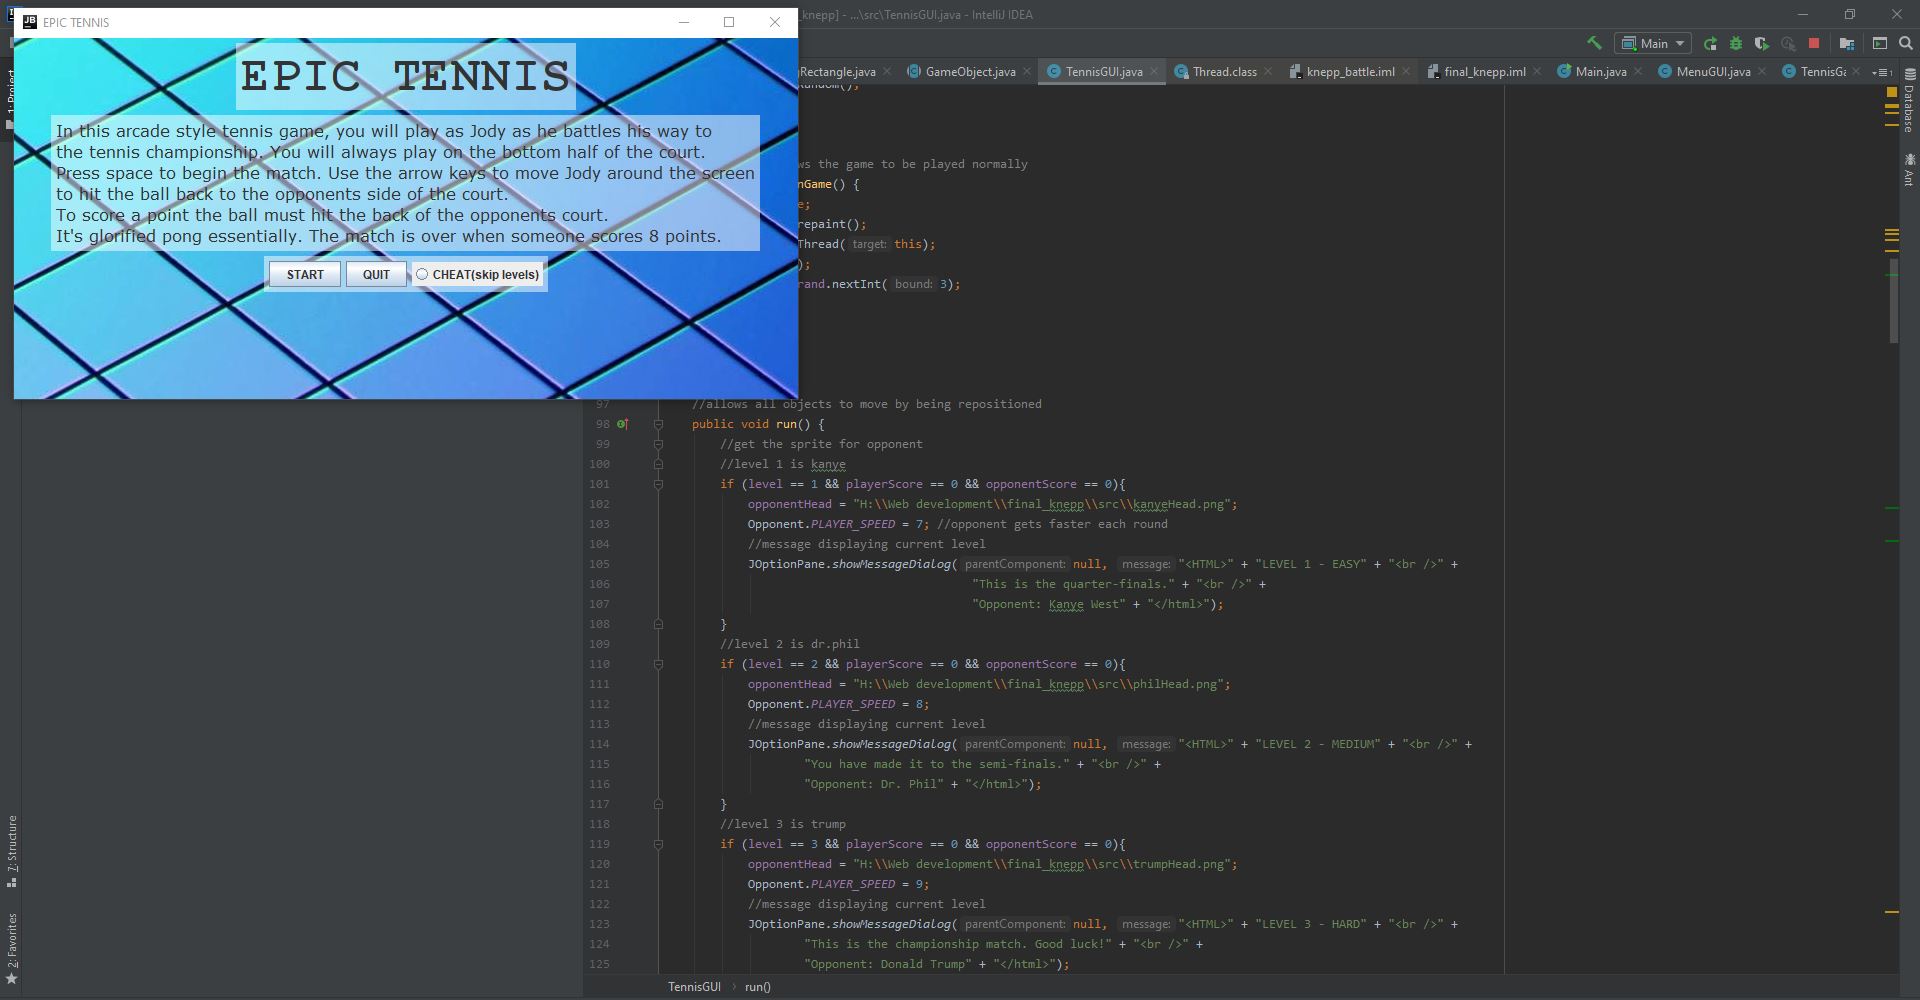 EPIC TENNIS
EPIC TENNIS
In this arcade style tennis game, you will play as Jody as he battles his way to
the tennis championship. You will always play on the bottom half of the court.
Press space to begin the match. Use the arrow keys to move Jody around the screen
to hit the ball back to the opponents side of the court.
To score a point the ball must hit the back of the opponents court.
It's glorified pong essentially. The match is over when someone scores 8 points.
START QUIT CHEAT(skip levels)
_knepp] - ...\src\TennisGUI.java - IntelliJ IDEA
Main
gRectangle.java GameObject.java TennisGUI.java Thread.class knepp_battle.iml final_knepp.iml Main.java MenuGUI.java TennisGa
1: Project
7: Structure
2: Favorites
Database
Ant
Random();
ws the game to be played normally
nGame() {
e;
repaint();
Thread( target: this);
);
rand.nextInt( bound: 3);
97 //allows all objects to move by being repositioned
98 public void run() {
99 //get the sprite for opponent
100 //level 1 is kanye
101 if (level == 1 && playerScore == 0 && opponentScore == 0){
102 opponentHead = "H:\\Web development\\final_knepp\\src\\kanyeHead.png";
103 Opponent.PLAYER_SPEED = 7; //opponent gets faster each round
104 //message displaying current level
105 JOptionPane.showMessageDialog( parentComponent: null, message: "<HTML>" + "LEVEL 1 - EASY" + "<br />" +
106 "This is the quarter-finals." + "<br />" +
107 "Opponent: Kanye West" + "</html>");
108 }
109 //level 2 is dr.phil
110 if (level == 2 && playerScore == 0 && opponentScore == 0){
111 opponentHead = "H:\\Web development\\final_knepp\\src\\philHead.png";
112 Opponent.PLAYER_SPEED = 8;
113 //message displaying current level
114 JOptionPane.showMessageDialog( parentComponent: null, message: "<HTML>" + "LEVEL 2 - MEDIUM" + "<br />" +
115 "You have made it to the semi-finals." + "<br />" +
116 "Opponent: Dr. Phil" + "</html>");
117 }
118 //level 3 is trump
119 if (level == 3 && playerScore == 0 && opponentScore == 0){
120 opponentHead = "H:\\Web development\\final_knepp\\src\\trumpHead.png";
121 Opponent.PLAYER_SPEED = 9;
122 //message displaying current level
123 JOptionPane.showMessageDialog( parentComponent: null, message: "<HTML>" + "LEVEL 3 - HARD" + "<br />" +
124 "This is the championship match. Good luck!" + "<br />" +
125 "Opponent: Donald Trump" + "</html>");
TennisGUI › run()